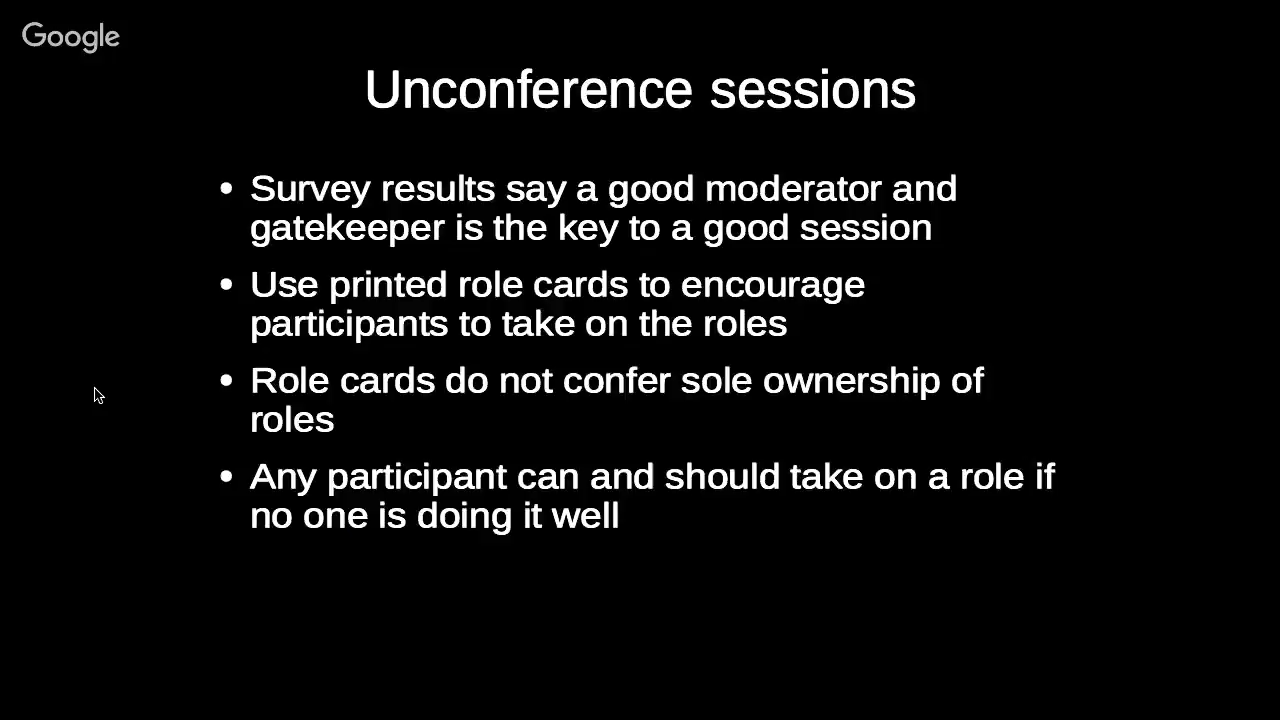 Google
Unconference sessions
• Survey results say a good moderator and
gatekeeper is the key to a good session
• Use printed role cards to encourage
participants to take on the roles
• Role cards do not confer sole ownership of
roles
• Any participant can and should take on a role if
no one is doing it well